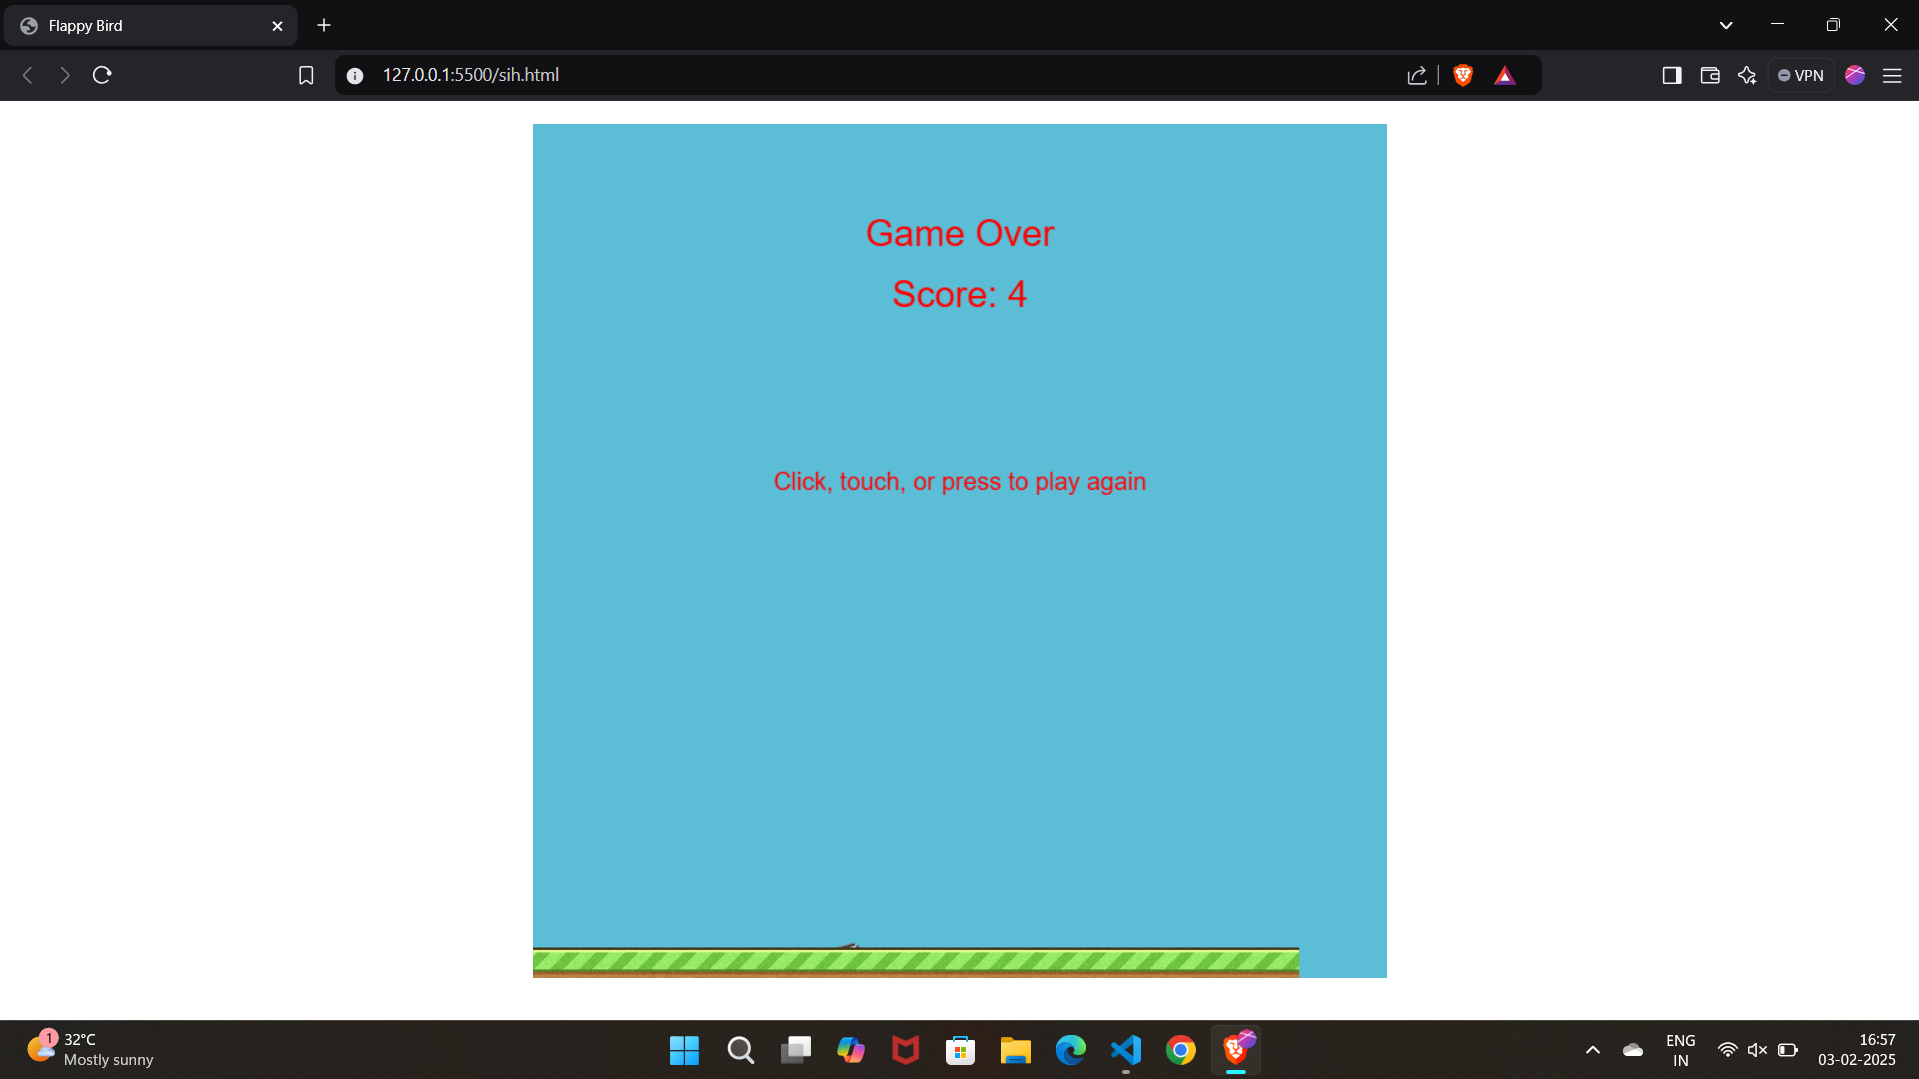 Flappy Bird
127.0.0.1:5500/sih.html
VPN
Game Over
Score: 4
Click, touch, or press to play again
1
32°C
Mostly sunny
ENG
IN
16:57
03-02-2025